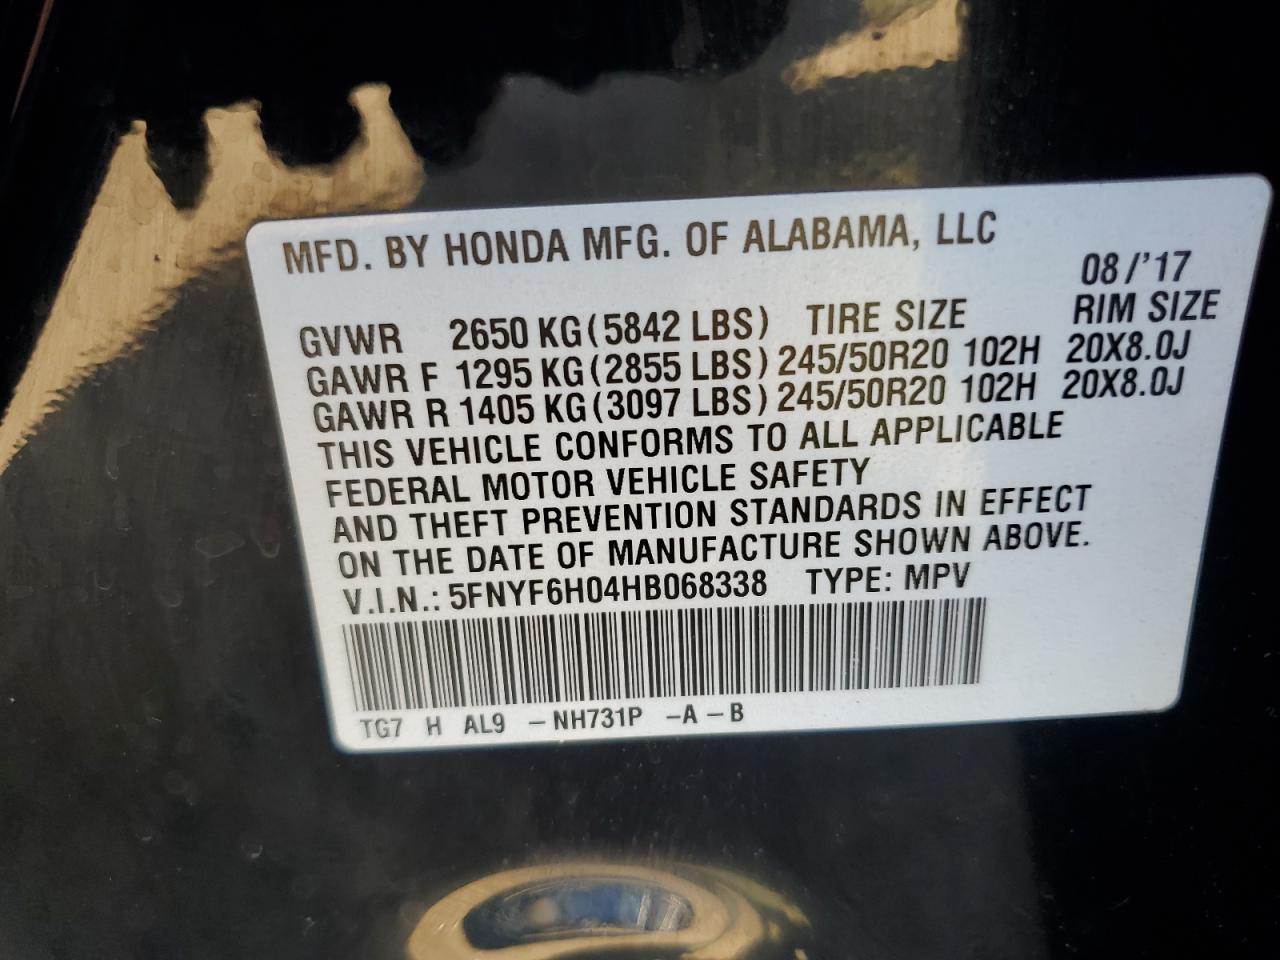 MFD. BY HONDA MFG. OF ALABAMA, LLC
08/'17
GVWR 2650 KG(5842 LBS) TIRE SIZE RIM SIZE
GAWR F 1295 KG(2855 LBS) 245/50R20 102H 20X8.0J
GAWR R 1405 KG(3097 LBS) 245/50R20 102H 20X8.0J
THIS VEHICLE CONFORMS TO ALL APPLICABLE
FEDERAL MOTOR VEHICLE SAFETY
AND THEFT PREVENTION STANDARDS IN EFFECT
ON THE DATE OF MANUFACTURE SHOWN ABOVE.
V.I.N.: 5FNYF6H04HB068338 TYPE: MPV
TG7 H AL9 -NH731P -A-B